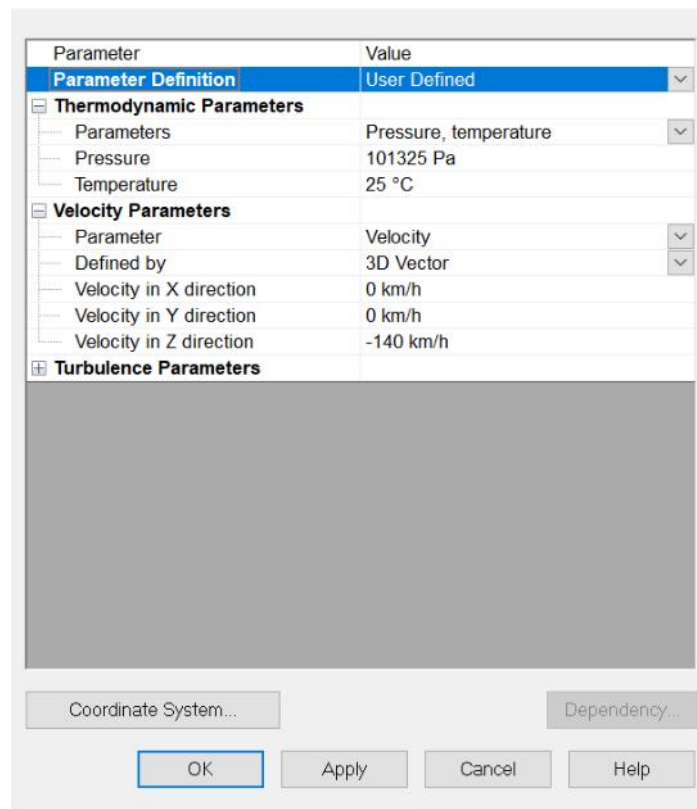 Parameter Value
Parameter Definition User Defined
Thermodynamic Parameters
Parameters Pressure, temperature
Pressure 101325 Pa
Temperature 25 °C
Velocity Parameters
Parameter Velocity
Defined by 3D Vector
Velocity in X direction 0 km/h
Velocity in Y direction 0 km/h
Velocity in Z direction -140 km/h
Turbulence Parameters
Coordinate System... Dependency...
OK Apply Cancel Help